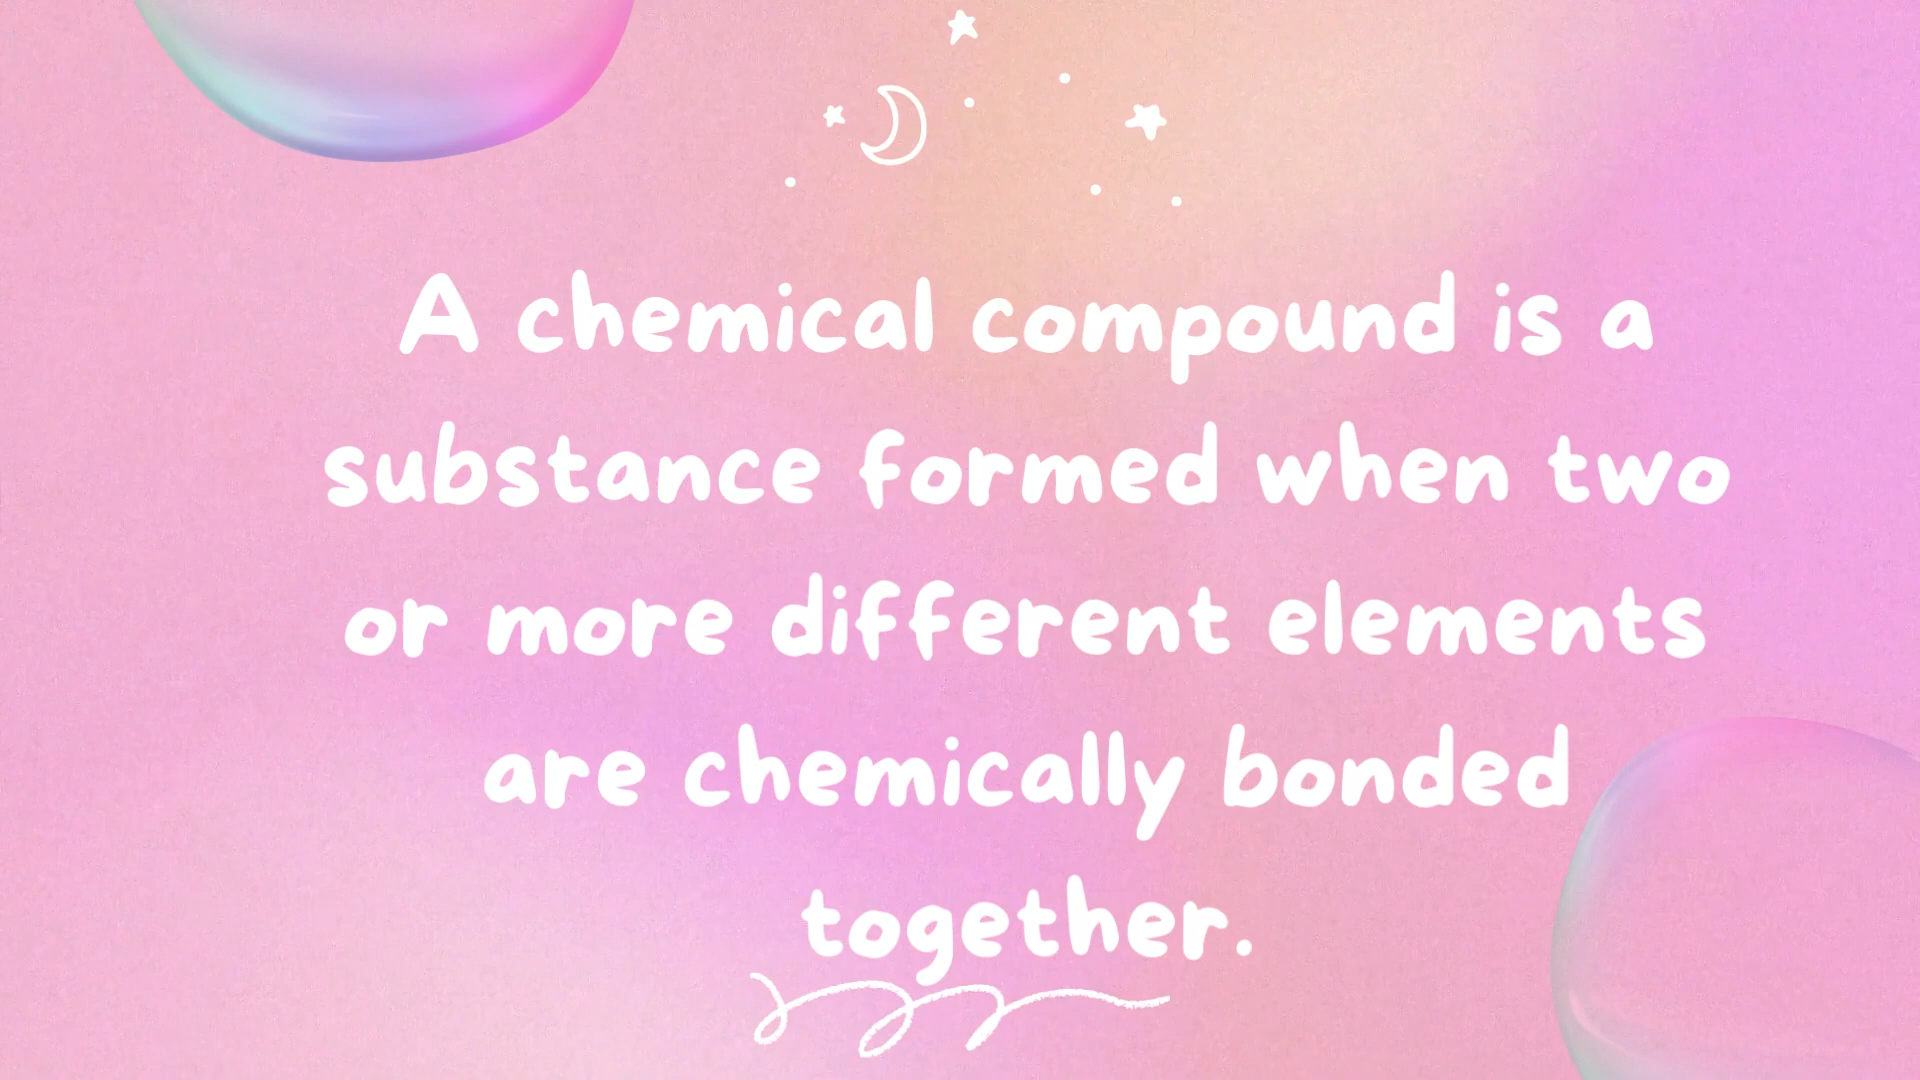 A chemical compound is a
substance formed when two
or more different elements
are chemically bonded
together.